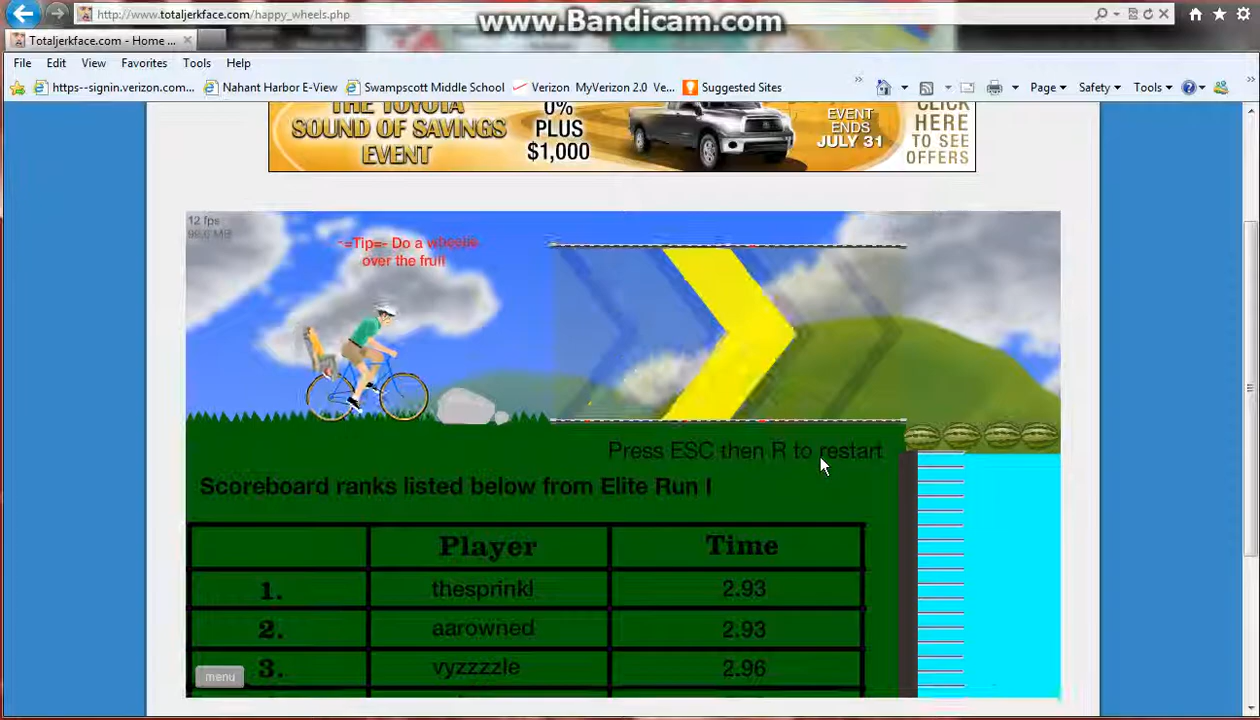 www.Bandicam.com
http://www.totaljerkface.com/happy_wheels.php
Totaljerkface.com - Home ...
File Edit View Favorites Tools Help
https--signin.verizon.com... Nahant Harbor E-View Swampscott Middle School Verizon MyVerizon 2.0 Ve... Suggested Sites Page Safety Tools
THE TOYOTA
SOUND OF SAVINGS
EVENT
0%
PLUS
$1,000
EVENT
ENDS
JULY 31
CLICK
HERE
TO SEE
OFFERS
12 fps
-=Tip=- Do a wheelie
over the fruit
Press ESC then R to restart
Scoreboard ranks listed below from Elite Run I
Player Time
1. thesprinkl 2.93
2. aarowned 2.93
3. vyzzzzle 2.96
menu